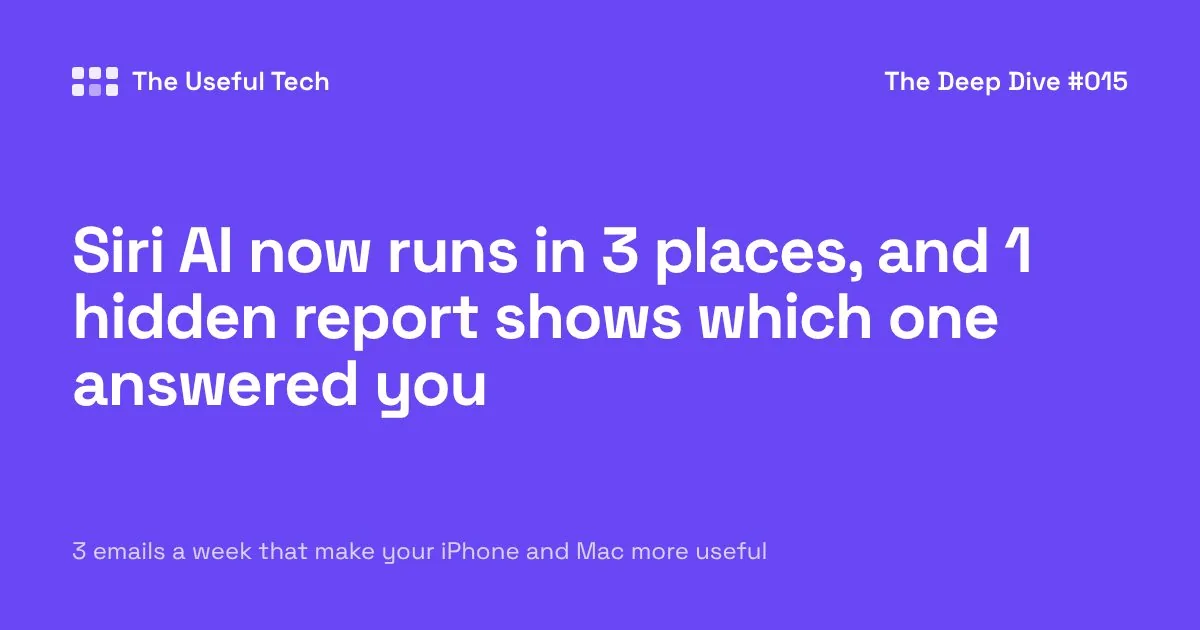 The Useful Tech
The Deep Dive #015
Siri AI now runs in 3 places, and 1
hidden report shows which one
answered you
3 emails a week that make your iPhone and Mac more useful